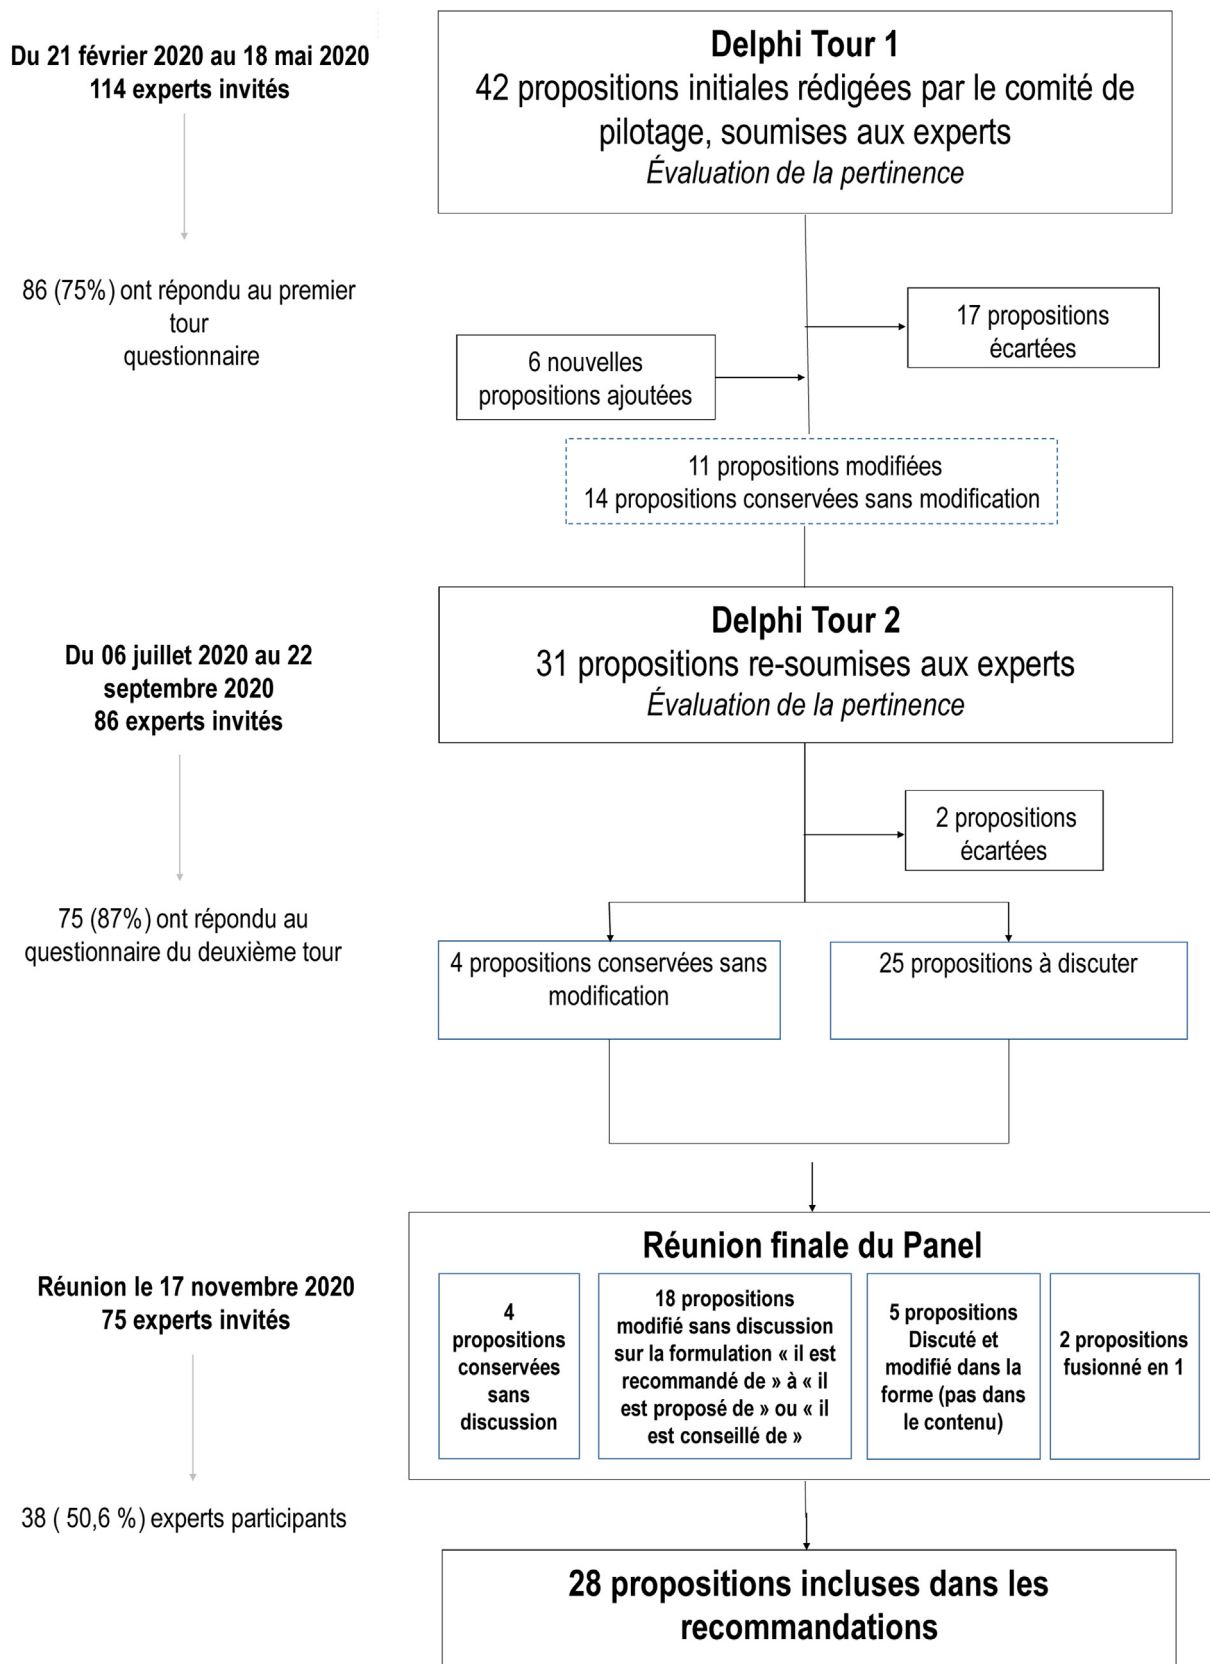 Du 21 février 2020 au 18 mai 2020
114 experts invités
Delphi Tour 1
42 propositions initiales rédigées par le comité de
pilotage, soumises aux experts
Évaluation de la pertinence
86 (75%) ont répondu au premier
tour
questionnaire
17 propositions
écartées
6 nouvelles
propositions ajoutées
11 propositions modifiées
14 propositions conservées sans modification
Du 06 juillet 2020 au 22
septembre 2020
86 experts invités
Delphi Tour 2
31 propositions re-soumises aux experts
Évaluation de la pertinence
2 propositions
écartées
75 (87%) ont répondu au
questionnaire du deuxième tour
4 propositions conservées sans
modification
25 propositions à discuter
Réunion le 17 novembre 2020
75 experts invités
Réunion finale du Panel
4
propositions
conservées
sans
discussion
18 propositions
modifié sans discussion
sur la formulation « il est
recommandé de » à « il
est proposé de » ou « il
est conseillé de »
5 propositions
Discuté et
modifié dans la
forme (pas dans
le contenu)
2 propositions
fusionné en 1
38 ( 50,6 %) experts participants
28 propositions incluses dans les
recommandations